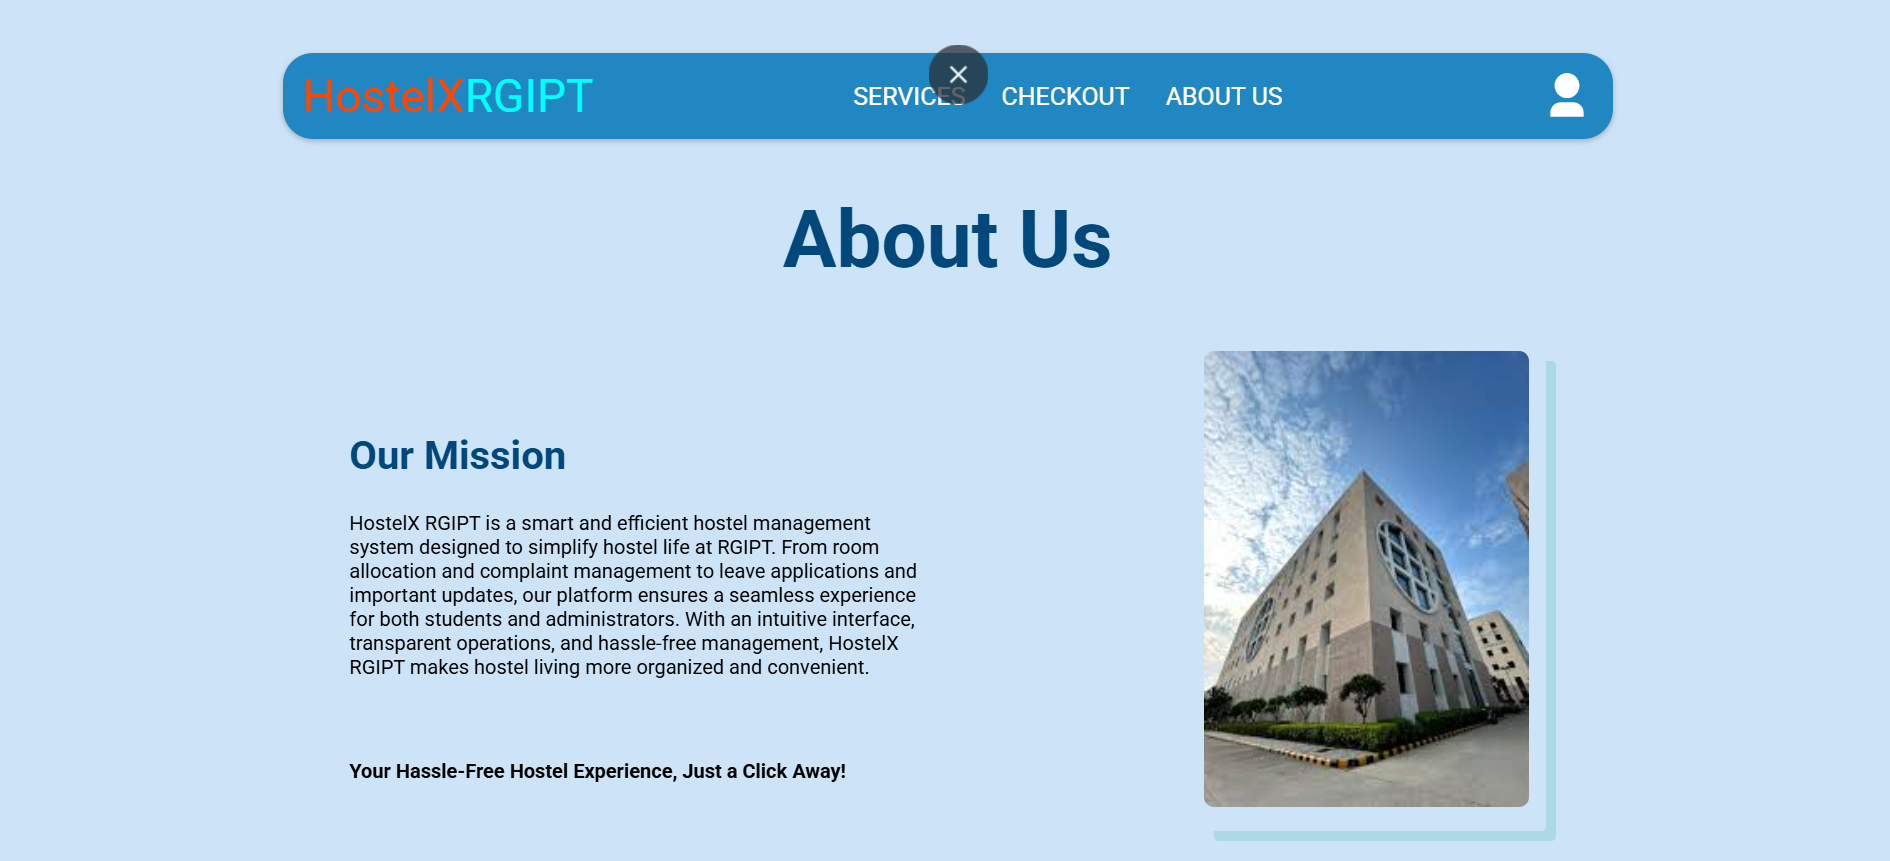 HostelXRGIPT
SERVICES CHECKOUT ABOUT US
About Us
Our Mission
HostelX RGIPT is a smart and efficient hostel management
system designed to simplify hostel life at RGIPT. From room
allocation and complaint management to leave applications and
important updates, our platform ensures a seamless experience
for both students and administrators. With an intuitive interface,
transparent operations, and hassle-free management, HostelX
RGIPT makes hostel living more organized and convenient.
Your Hassle-Free Hostel Experience, Just a Click Away!